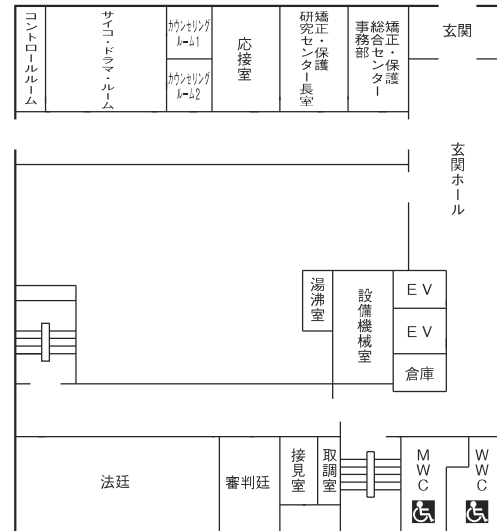 コントロールルーム
サイコ・ドラマ・ルーム
カウンセリング
ルーム1
カウンセリング
ルーム2
応接室
矯正・保護
研究センター長室
矯正・保護
総合センター
事務部
玄関
玄関ホール
湯沸室
設備機械室
EV
EV
倉庫
法廷
審判廷
接見室
取調室
MWC
WWC